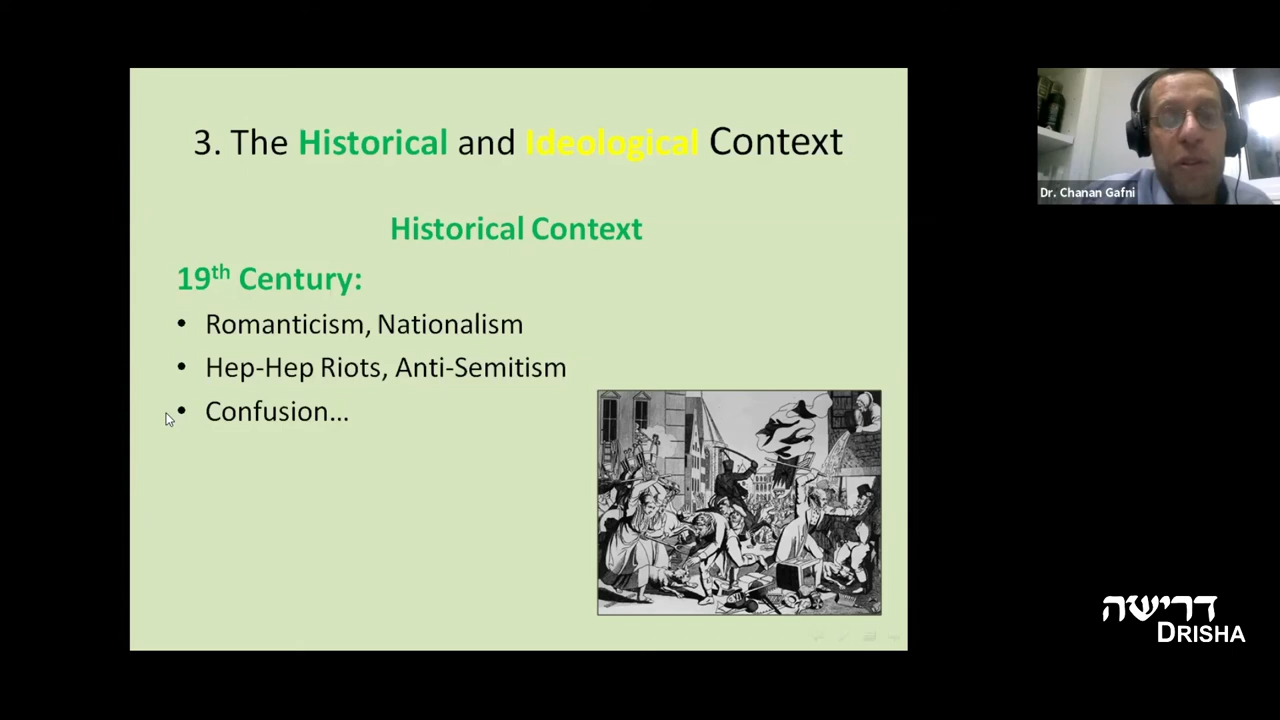 3. The Historical and Ideological Context
Historical Context
19th Century:
• Romanticism, Nationalism
• Hep-Hep Riots, Anti-Semitism
• Confusion...
Dr. Chanan Gafni
דרישה
DRISHA